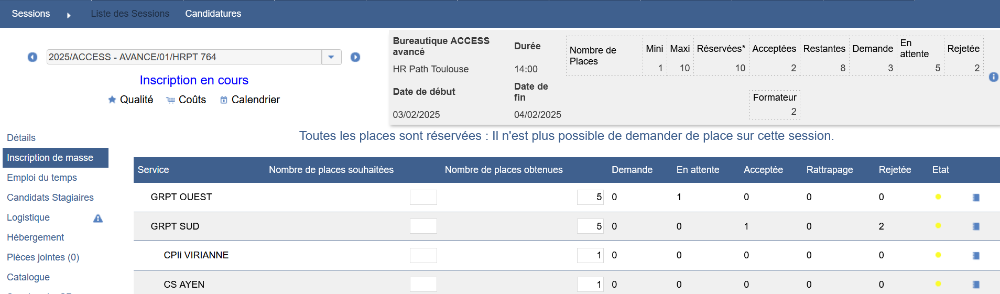 Sessions Liste des Sessions Candidatures
2025/ACCESS - AVANCE/01/HRPT 764
Inscription en cours
Qualité Coûts Calendrier
Bureautique ACCESS avancé
Durée
HR Path Toulouse
14:00
Date de début
Date de fin
03/02/2025
04/02/2025
Nombre de Places Mini Maxi Réservées* Acceptées Restantes Demande En attente Rejetée
1 10 10 2 8 3 5 2
Formateur
2
Toutes les places sont réservées : Il n'est plus possible de demander de place sur cette session.
Détails
Inscription de masse
Emploi du temps
Candidats Stagiaires
Logistique
Hébergement
Pièces jointes (0)
Catalogue
Service Nombre de places souhaitées Nombre de places obtenues Demande En attente Acceptée Rattrapage Rejetée Etat
GRPT OUEST 5 0 1 0 0 0
GRPT SUD 5 0 0 1 0 2
CPIi VIRIANNE 1 0 0 0 0 0
CS AYEN 1 0 0 0 0 0